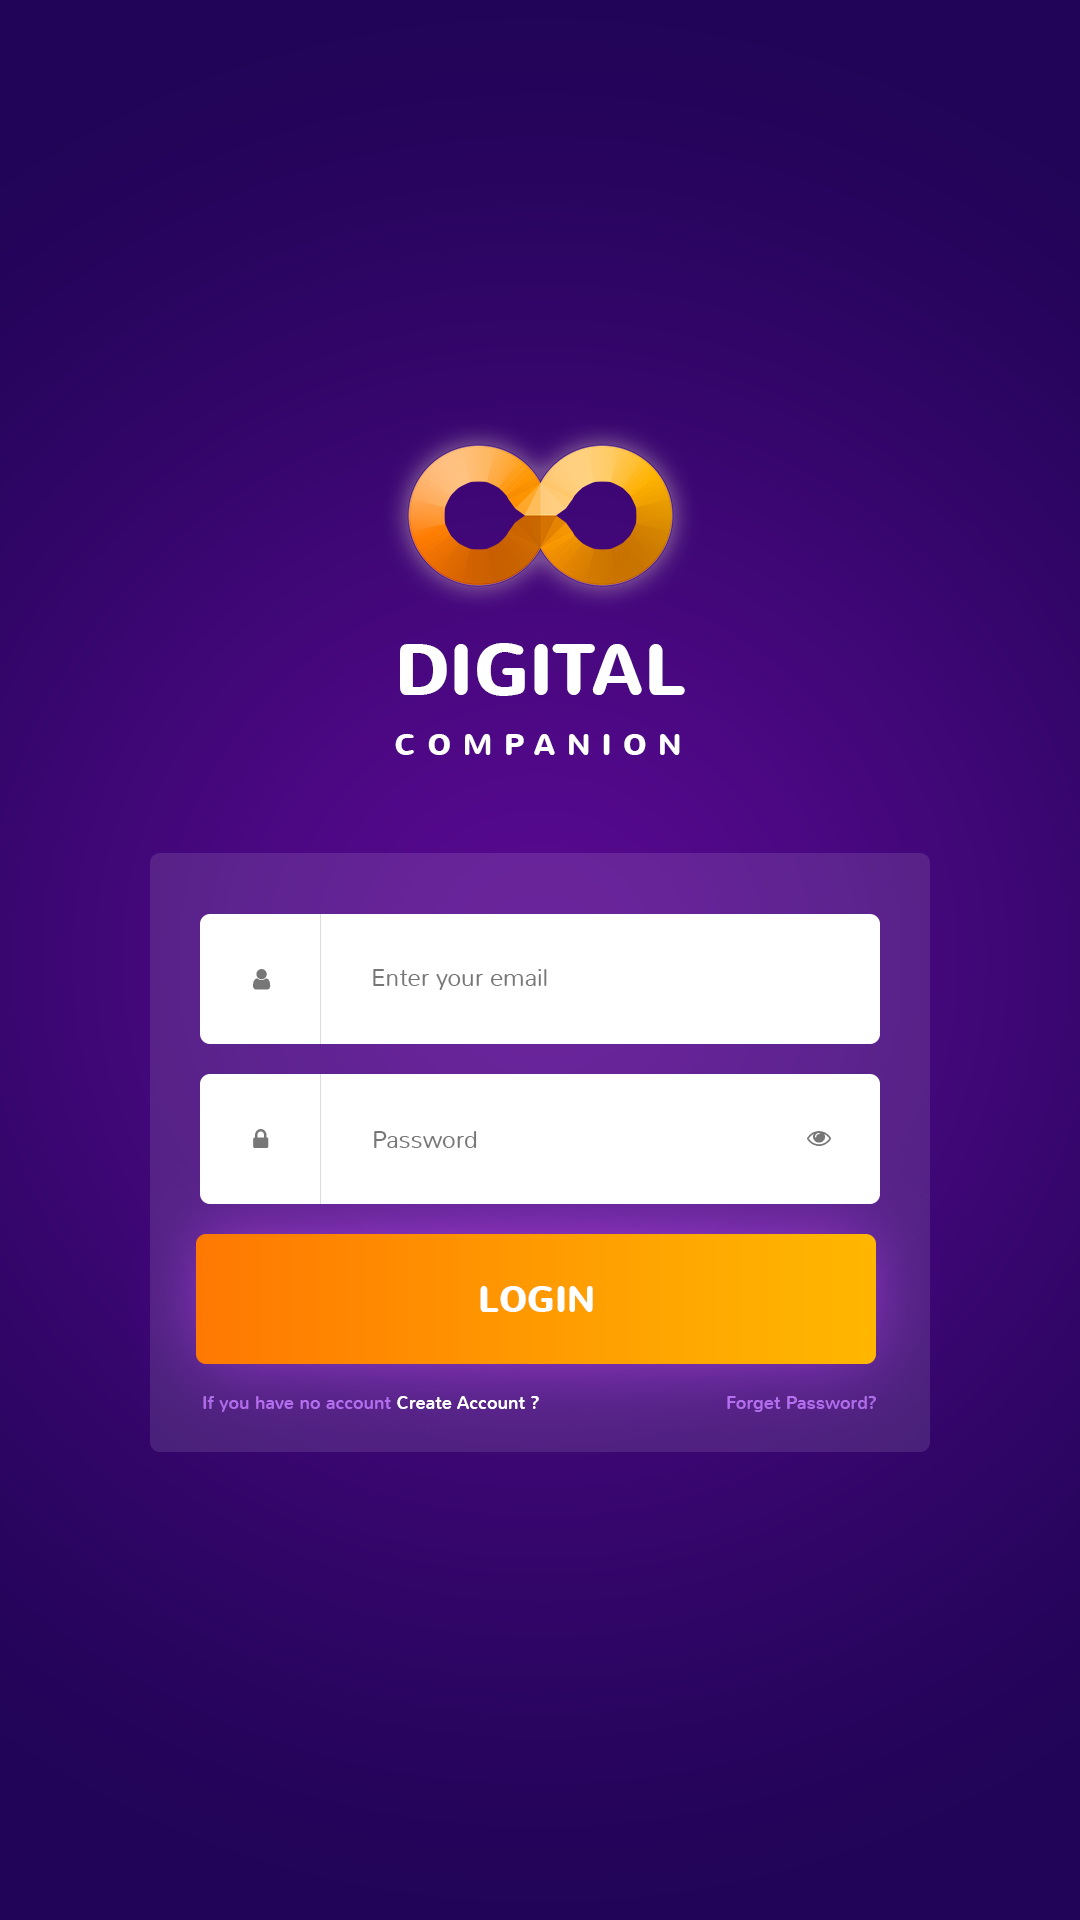 DIGITAL
COMPANION
Enter your email
Password
LOGIN
If you have no account Create Account ? Forget Password?